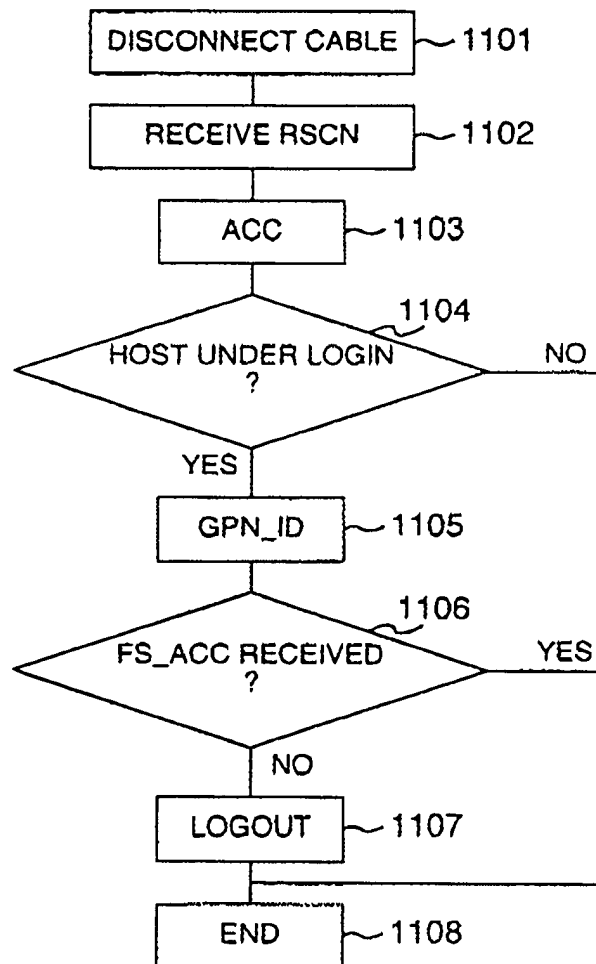 DISCONNECT CABLE 1101
RECEIVE RSCN 1102
ACC 1103
1104
HOST UNDER LOGIN
?
NO
YES
GPN_ID 1105
1106
FS_ACC RECEIVED
?
YES
NO
LOGOUT 1107
END 1108